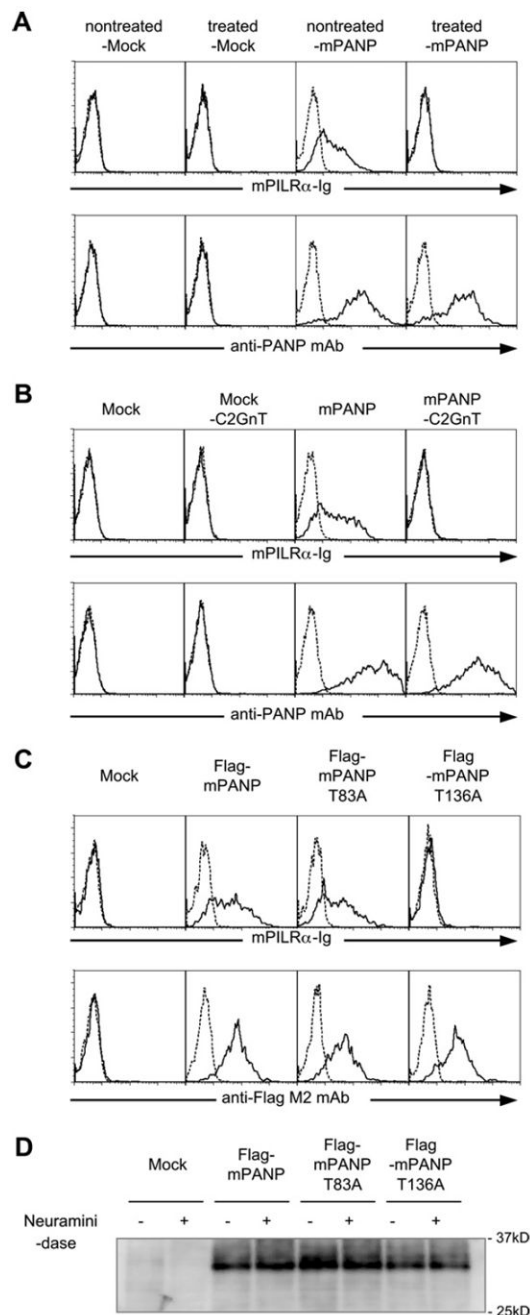 A
nontreated -Mock
treated -Mock
nontreated -mPANP
treated -mPANP
mPILRα-Ig
anti-PANP mAb
B
Mock
Mock -C2GnT
mPANP
mPANP -C2GnT
mPILRα-Ig
anti-PANP mAb
C
Mock
Flag- mPANP
Flag- mPANP T83A
Flag -mPANP T136A
mPILRα-Ig
anti-Flag M2 mAb
D
Mock
Flag- mPANP
Flag- mPANP T83A
Flag -mPANP T136A
Neuramini -dase
- + - + - + - +
- 37kD
- 25kD